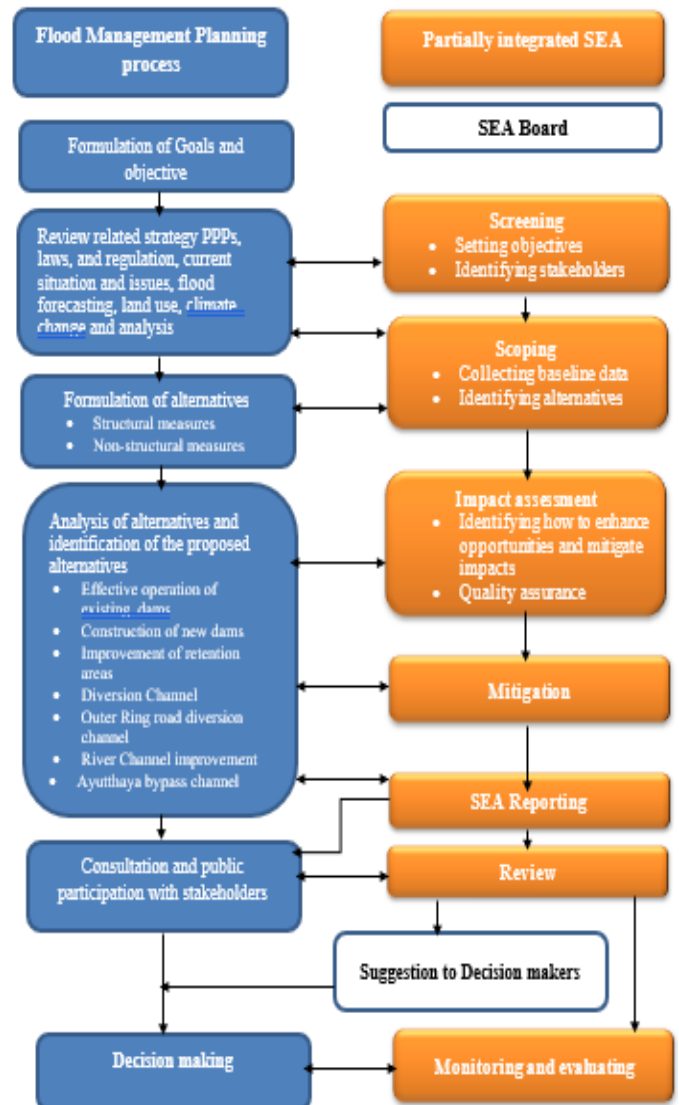 Flood Management Planning
process
Partially integrated SEA
SEA Board
Formulation of Goals and
objective
Review related strategy PPPs,
laws, and regulation, current
situation and issues, flood
forecasting, land use, climate
change and analysis
Screening
• Setting objectives
• Identifying stakeholders
Scoping
• Collecting baseline data
• Identifying alternatives
Formulation of alternatives
• Structural measures
• Non-structural measures
Analysis of alternatives and
identification of the proposed
alternatives
• Effective operation of
existing dams
• Construction of new dams
• Improvement of retention
areas
• Diversion Channel
• Outer Ring road diversion
channel
• River Channel improvement
• Ayutthaya bypass channel
Impact assessment
• Identifying how to enhance
opportunities and mitigate
impacts
• Quality assurance
Mitigation
SEA Reporting
Consultation and public
participation with stakeholders
Review
Suggestion to Decision makers
Decision making
Monitoring and evaluating